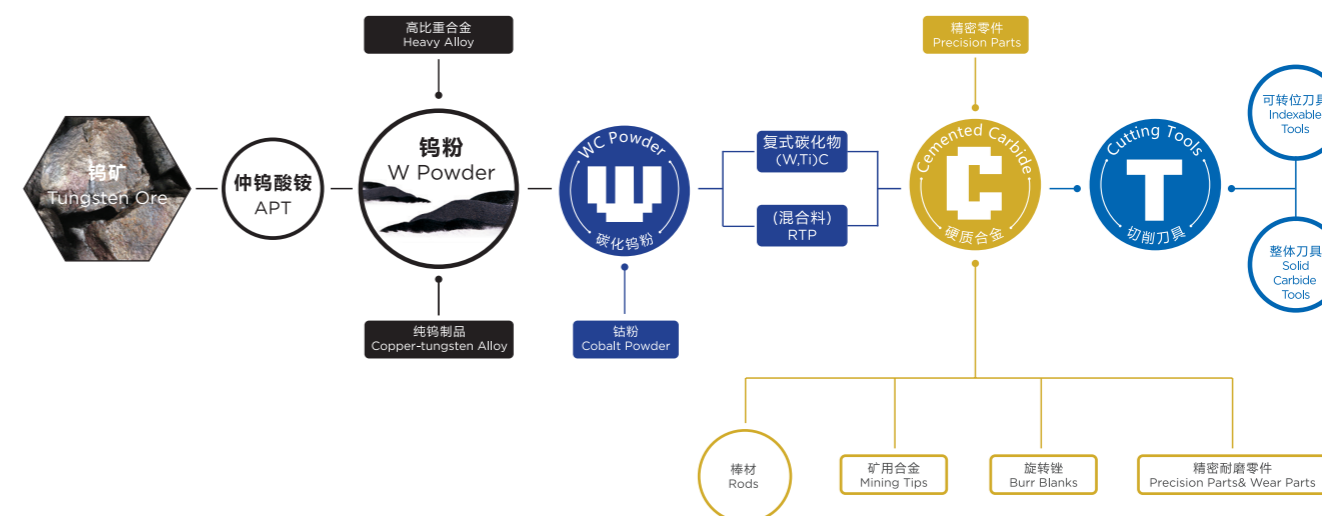 高比重合金
Heavy Alloy
精密零件
Precision Parts
钨矿
Tungsten Ore
仲钨酸铵
APT
钨粉
W Powder
纯钨制品
Copper-tungsten Alloy
WC Powder
W
碳化钨粉
钴粉
Cobalt Powder
复式碳化物
(W,Ti)C
(混合料)
RTP
Cemented Carbide
C
硬质合金
Cutting Tools
T
切削刀具
可转位刀具
Indexable
Tools
整体刀具
Solid
Carbide
Tools
棒材
Rods
矿用合金
Mining Tips
旋转锉
Burr Blanks
精密耐磨零件
Precision Parts& Wear Parts